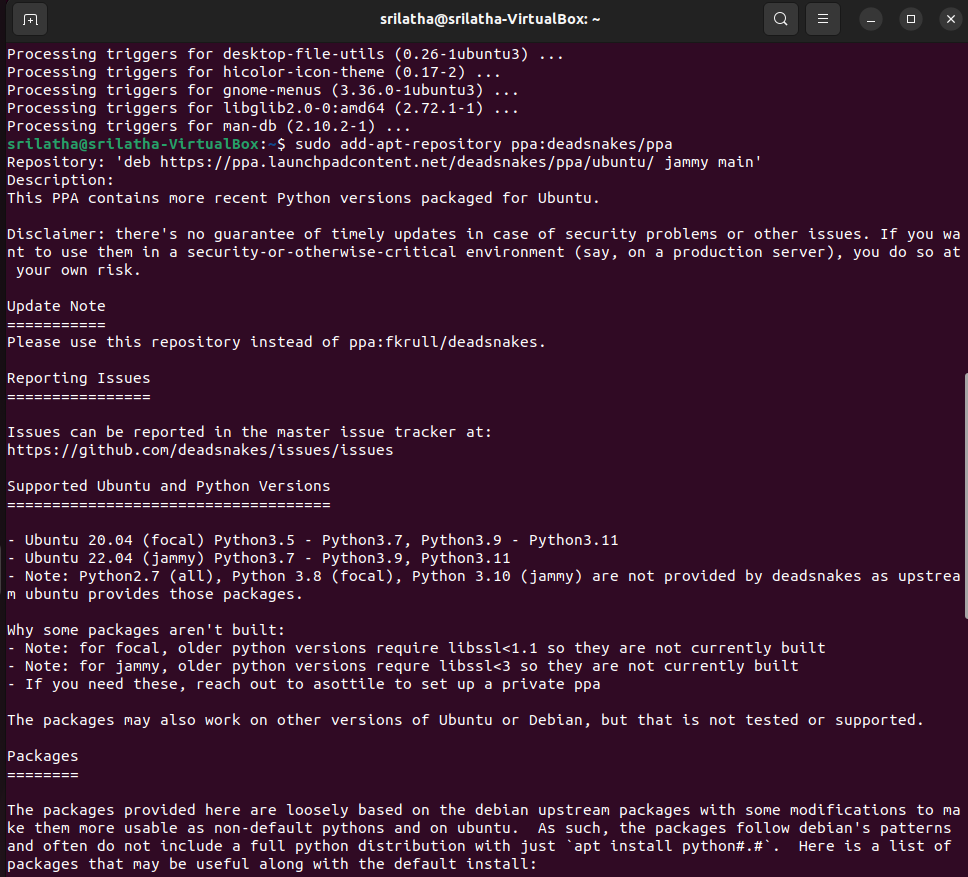 srilatha@srilatha-VirtualBox: ~
Processing triggers for desktop-file-utils (0.26-1ubuntu3) ...
Processing triggers for hicolor-icon-theme (0.17-2) ...
Processing triggers for gnome-menus (3.36.0-1ubuntu3) ...
Processing triggers for libglib2.0-0:amd64 (2.72.1-1) ...
Processing triggers for man-db (2.10.2-1) ...
srilatha@srilatha-VirtualBox:~$ sudo add-apt-repository ppa:deadsnakes/ppa
Repository: 'deb https://ppa.launchpadcontent.net/deadsnakes/ppa/ubuntu/ jammy main'
Description:
This PPA contains more recent Python versions packaged for Ubuntu.

Disclaimer: there's no guarantee of timely updates in case of security problems or other issues. If you wa
nt to use them in a security-or-otherwise-critical environment (say, on a production server), you do so at
 your own risk.

Update Note
===========
Please use this repository instead of ppa:fkrull/deadsnakes.

Reporting Issues
================

Issues can be reported in the master issue tracker at:
https://github.com/deadsnakes/issues/issues

Supported Ubuntu and Python Versions
====================================

- Ubuntu 20.04 (focal) Python3.5 - Python3.7, Python3.9 - Python3.11
- Ubuntu 22.04 (jammy) Python3.7 - Python3.9, Python3.11
- Note: Python2.7 (all), Python 3.8 (focal), Python 3.10 (jammy) are not provided by deadsnakes as upstrea
m ubuntu provides those packages.

Why some packages aren't built:
- Note: for focal, older python versions require libssl<1.1 so they are not currently built
- Note: for jammy, older python versions requre libssl<3 so they are not currently built
- If you need these, reach out to asottile to set up a private ppa

The packages may also work on other versions of Ubuntu or Debian, but that is not tested or supported.

Packages
========

The packages provided here are loosely based on the debian upstream packages with some modifications to ma
ke them more usable as non-default pythons and on ubuntu.  As such, the packages follow debian's patterns
and often do not include a full python distribution with just `apt install python#.#`.  Here is a list of
packages that may be useful along with the default install: